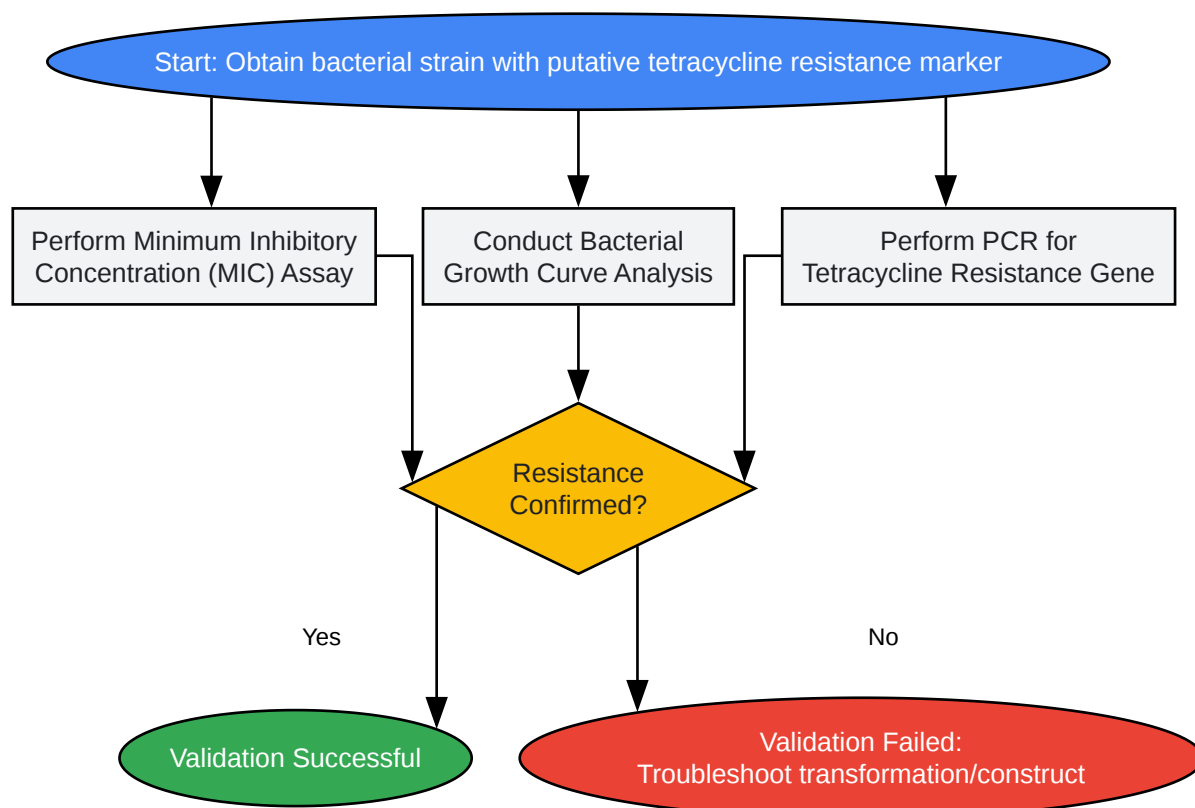 Start: Obtain bacterial strain with putative tetracycline resistance marker
Perform Minimum Inhibitory
Concentration (MIC) Assay
Conduct Bacterial
Growth Curve Analysis
Perform PCR for
Tetracycline Resistance Gene
Resistance
Confirmed?
Yes
No
Validation Successful
Validation Failed:
Troubleshoot transformation/construct